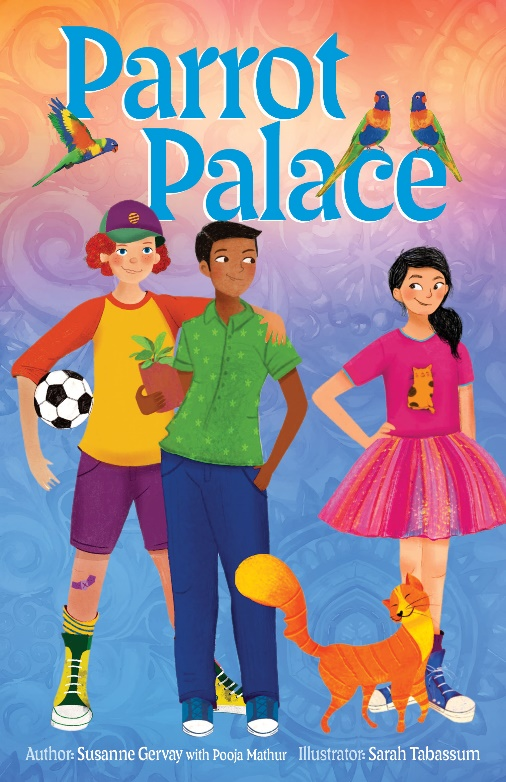 Parrot
Palace
Author: Susanne Gervay with Pooja Mathur Illustrator: Sarah Tabassum